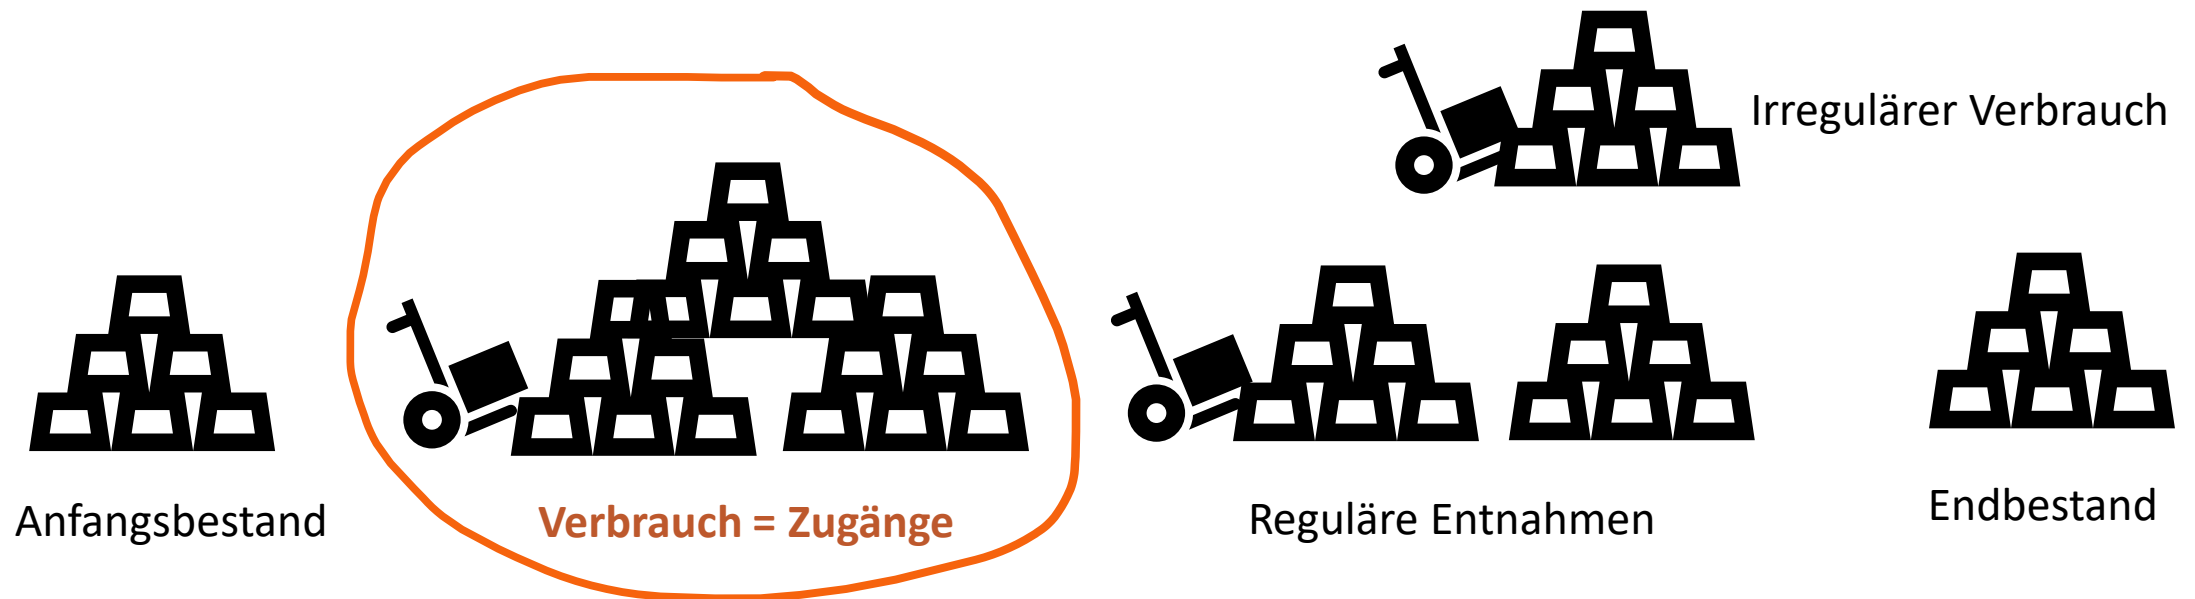 Irregulärer Verbrauch
Anfangsbestand
Verbrauch = Zugänge
Reguläre Entnahmen
Endbestand